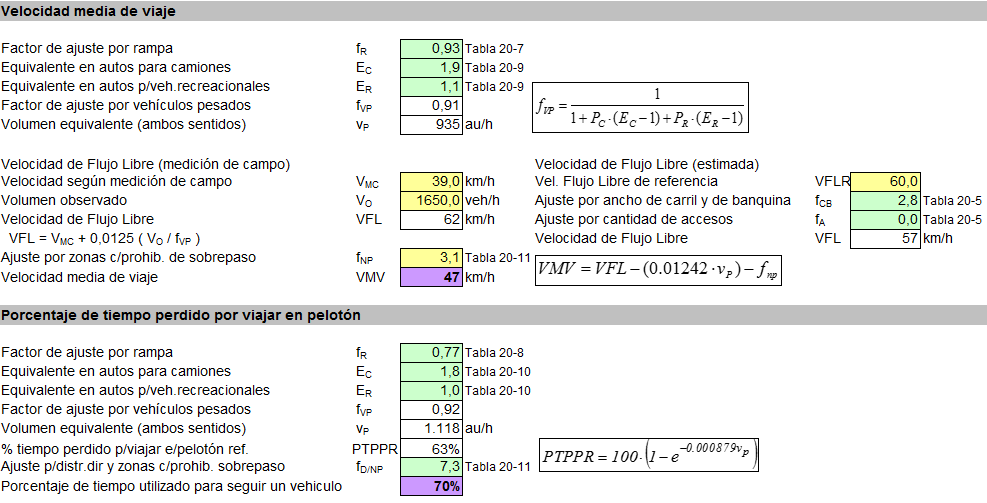 Velocidad media de viaje
Factor de ajuste por rampa fR 0,93 Tabla 20-7
Equivalente en autos para camiones EC 1,9 Tabla 20-9
Equivalente en autos p/veh.recreacionales ER 1,1 Tabla 20-9
Factor de ajuste por vehículos pesados fVP 0,91
Volumen equivalente (ambos sentidos) vP 935 au/h
fVP = 1 / 1 + PC · (EC − 1) + PR · (ER − 1)
Velocidad de Flujo Libre (medición de campo) Velocidad de Flujo Libre (estimada)
Velocidad según medición de campo VMC 39,0 km/h Vel. Flujo Libre de referencia VFLR 60,0
Volumen observado VO 1650,0 veh/h Ajuste por ancho de carril y de banquina fCB 2,8 Tabla 20-5
Velocidad de Flujo Libre VFL 62 km/h Ajuste por cantidad de accesos fA 0,0 Tabla 20-5
VFL = VMC + 0,0125 ( VO / fVP ) Velocidad de Flujo Libre VFL 57 km/h
Ajuste por zonas c/prohib. de sobrepaso fNP 3,1 Tabla 20-11
Velocidad media de viaje VMV 47 km/h
VMV = VFL − (0.01242 · vP) − fnp
Porcentaje de tiempo perdido por viajar en pelotón
Factor de ajuste por rampa fR 0,77 Tabla 20-8
Equivalente en autos para camiones EC 1,8 Tabla 20-10
Equivalente en autos p/veh.recreacionales ER 1,0 Tabla 20-10
Factor de ajuste por vehículos pesados fVP 0,92
Volumen equivalente (ambos sentidos) vP 1.118 au/h
% tiempo perdido p/viajar e/pelotón ref. PTPPR 63%
PTPPR = 100 · (1 − e−0.000879vP)
Ajuste p/distr.dir y zonas c/prohib. sobrepaso fD/NP 7,3 Tabla 20-11
Porcentaje de tiempo utilizado para seguir un vehiculo 70%